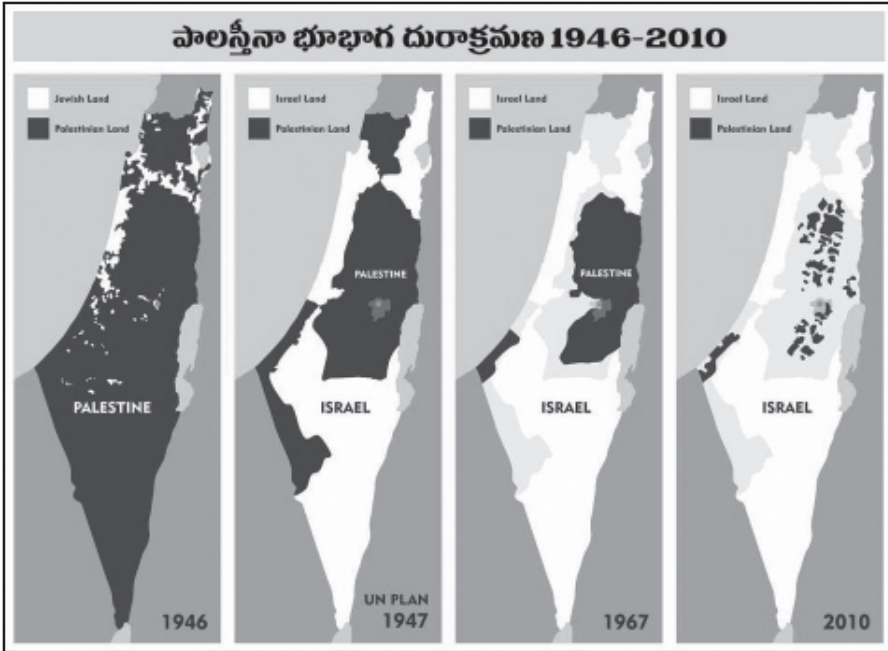 పాలస్తీనా భూభాగ దురాక్రమణ 1946-2010
Jewish Land
Palestinian Land
PALESTINE
1946
Israel Land
Palestinian Land
PALESTINE
ISRAEL
UN PLAN
1947
Israel Land
Palestinian Land
PALESTINE
ISRAEL
1967
Israel Land
Palestinian Land
ISRAEL
2010